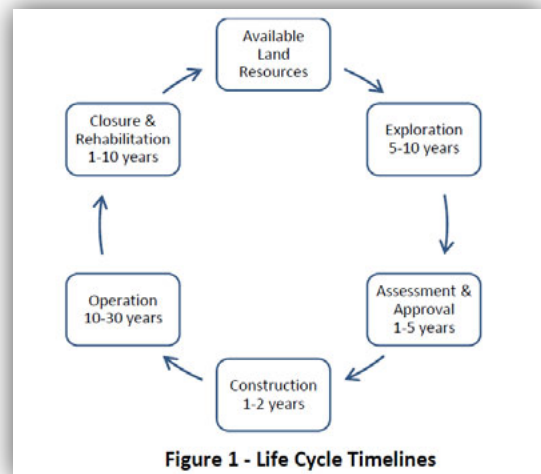 Available
Land
Resources
Exploration
5-10 years
Assessment &
Approval
1-5 years
Construction
1-2 years
Operation
10-30 years
Closure &
Rehabilitation
1-10 years
Figure 1 - Life Cycle Timelines